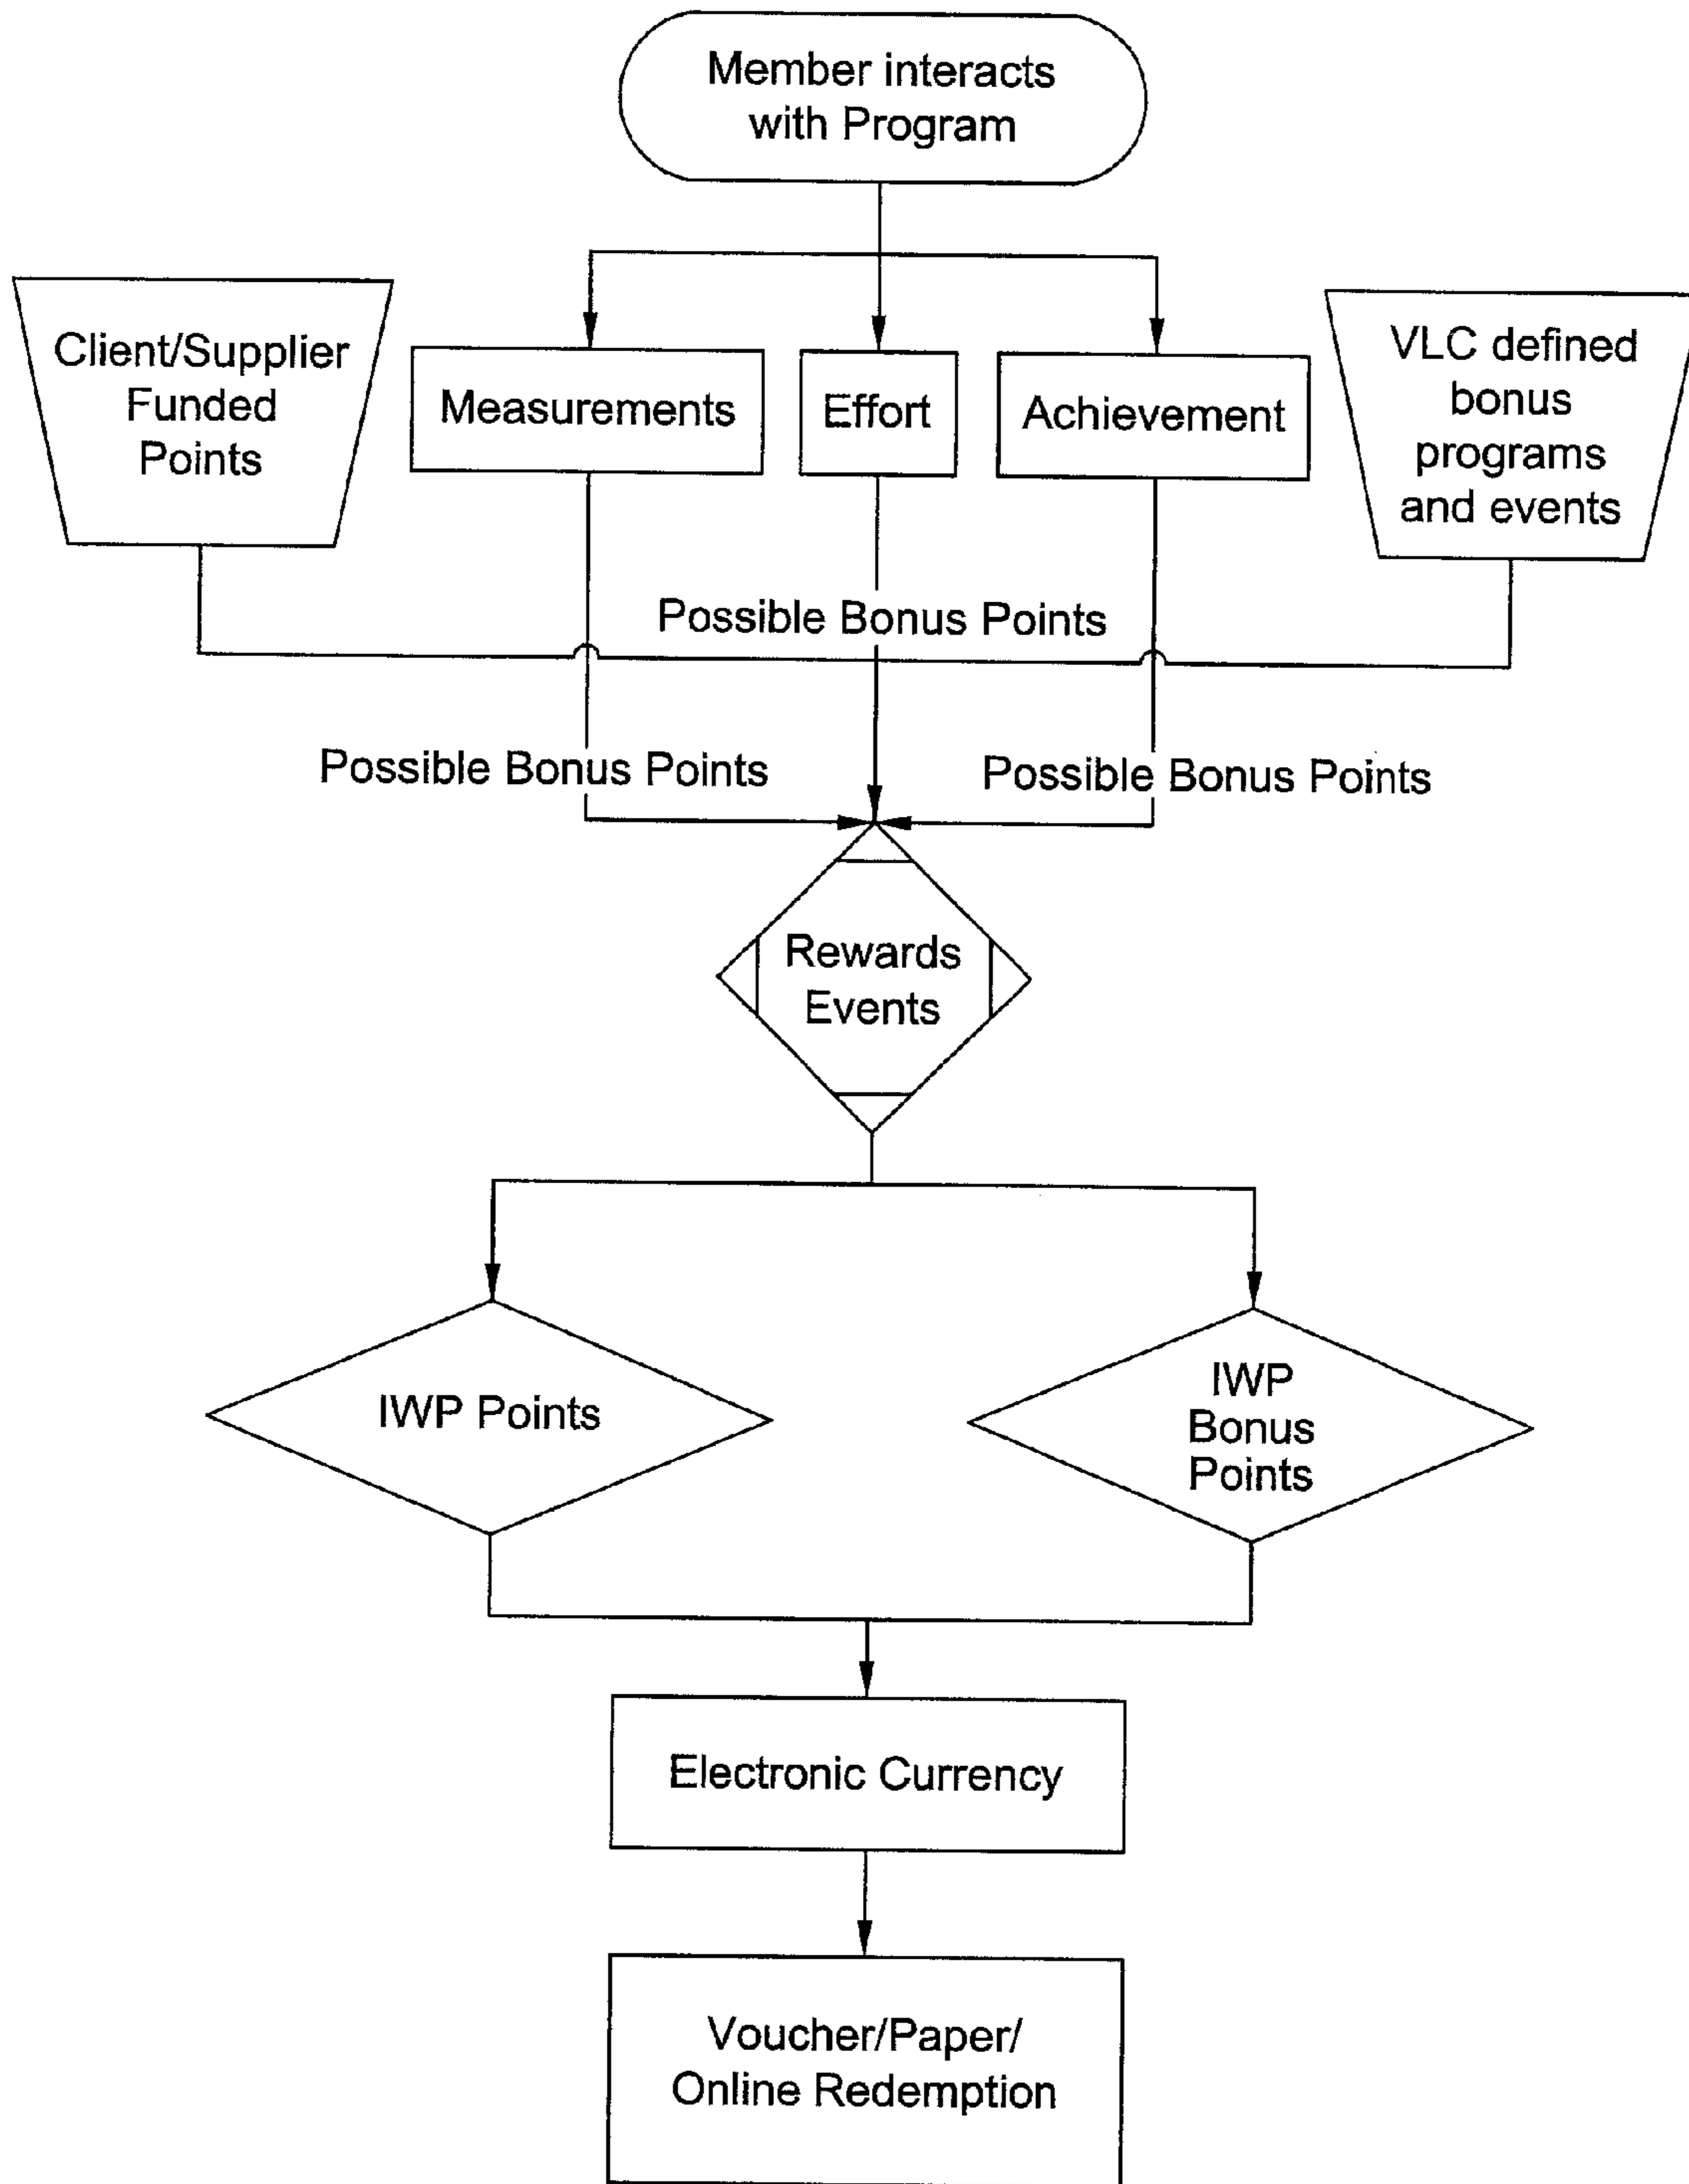 Member interacts
with Program
Client/Supplier
Funded
Points
Measurements
Effort
Achievement
VLC defined
bonus
programs
and events
Possible Bonus Points
Possible Bonus Points
Possible Bonus Points
Rewards
Events
IWP Points
IWP
Bonus
Points
Electronic Currency
Voucher/Paper/
Online Redemption